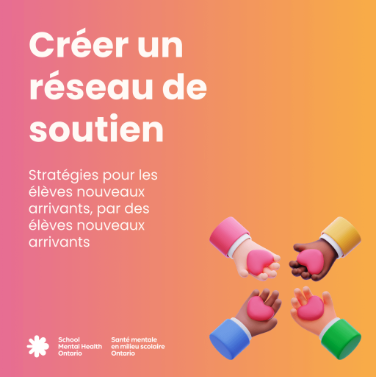 Créer un
réseau de
soutien
Stratégies pour les
élèves nouveaux
arrivants, par des
élèves nouveaux
arrivants
School
Mental Health
Ontario
Santé mentale
en milieu scolaire
Ontario